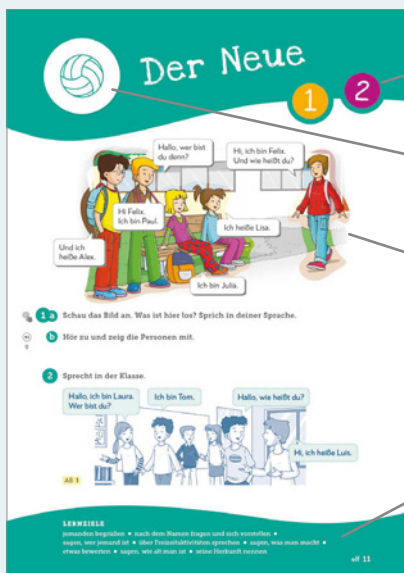 Der Neue
1
2
Hallo, wer bist
du denn?
Hi, ich bin Felix.
Und wie heißt du?
Hi Felix.
Ich bin Paul.
Ich heiße Lisa.
Und ich
heiße Alex.
Ich bin Julia.
1 a Schau das Bild an. Was ist hier los? Sprich in deiner Sprache.
b Hör zu und zeig die Personen mit.
2 Sprecht in der Klasse.
Hallo, ich bin Laura.
Wer bist du?
Ich bin Tom.
Hallo, wie heißt du?
Hi, ich heiße Luis.
AB 1
LERNZIELE
jemanden begrüßen • nach dem Namen fragen und sich vorstellen •
sagen, wer jemand ist • über Freizeitaktivitäten sprechen • sagen, was man macht •
etwas bewerten • sagen, wie alt man ist • seine Herkunft nennen
elf 11